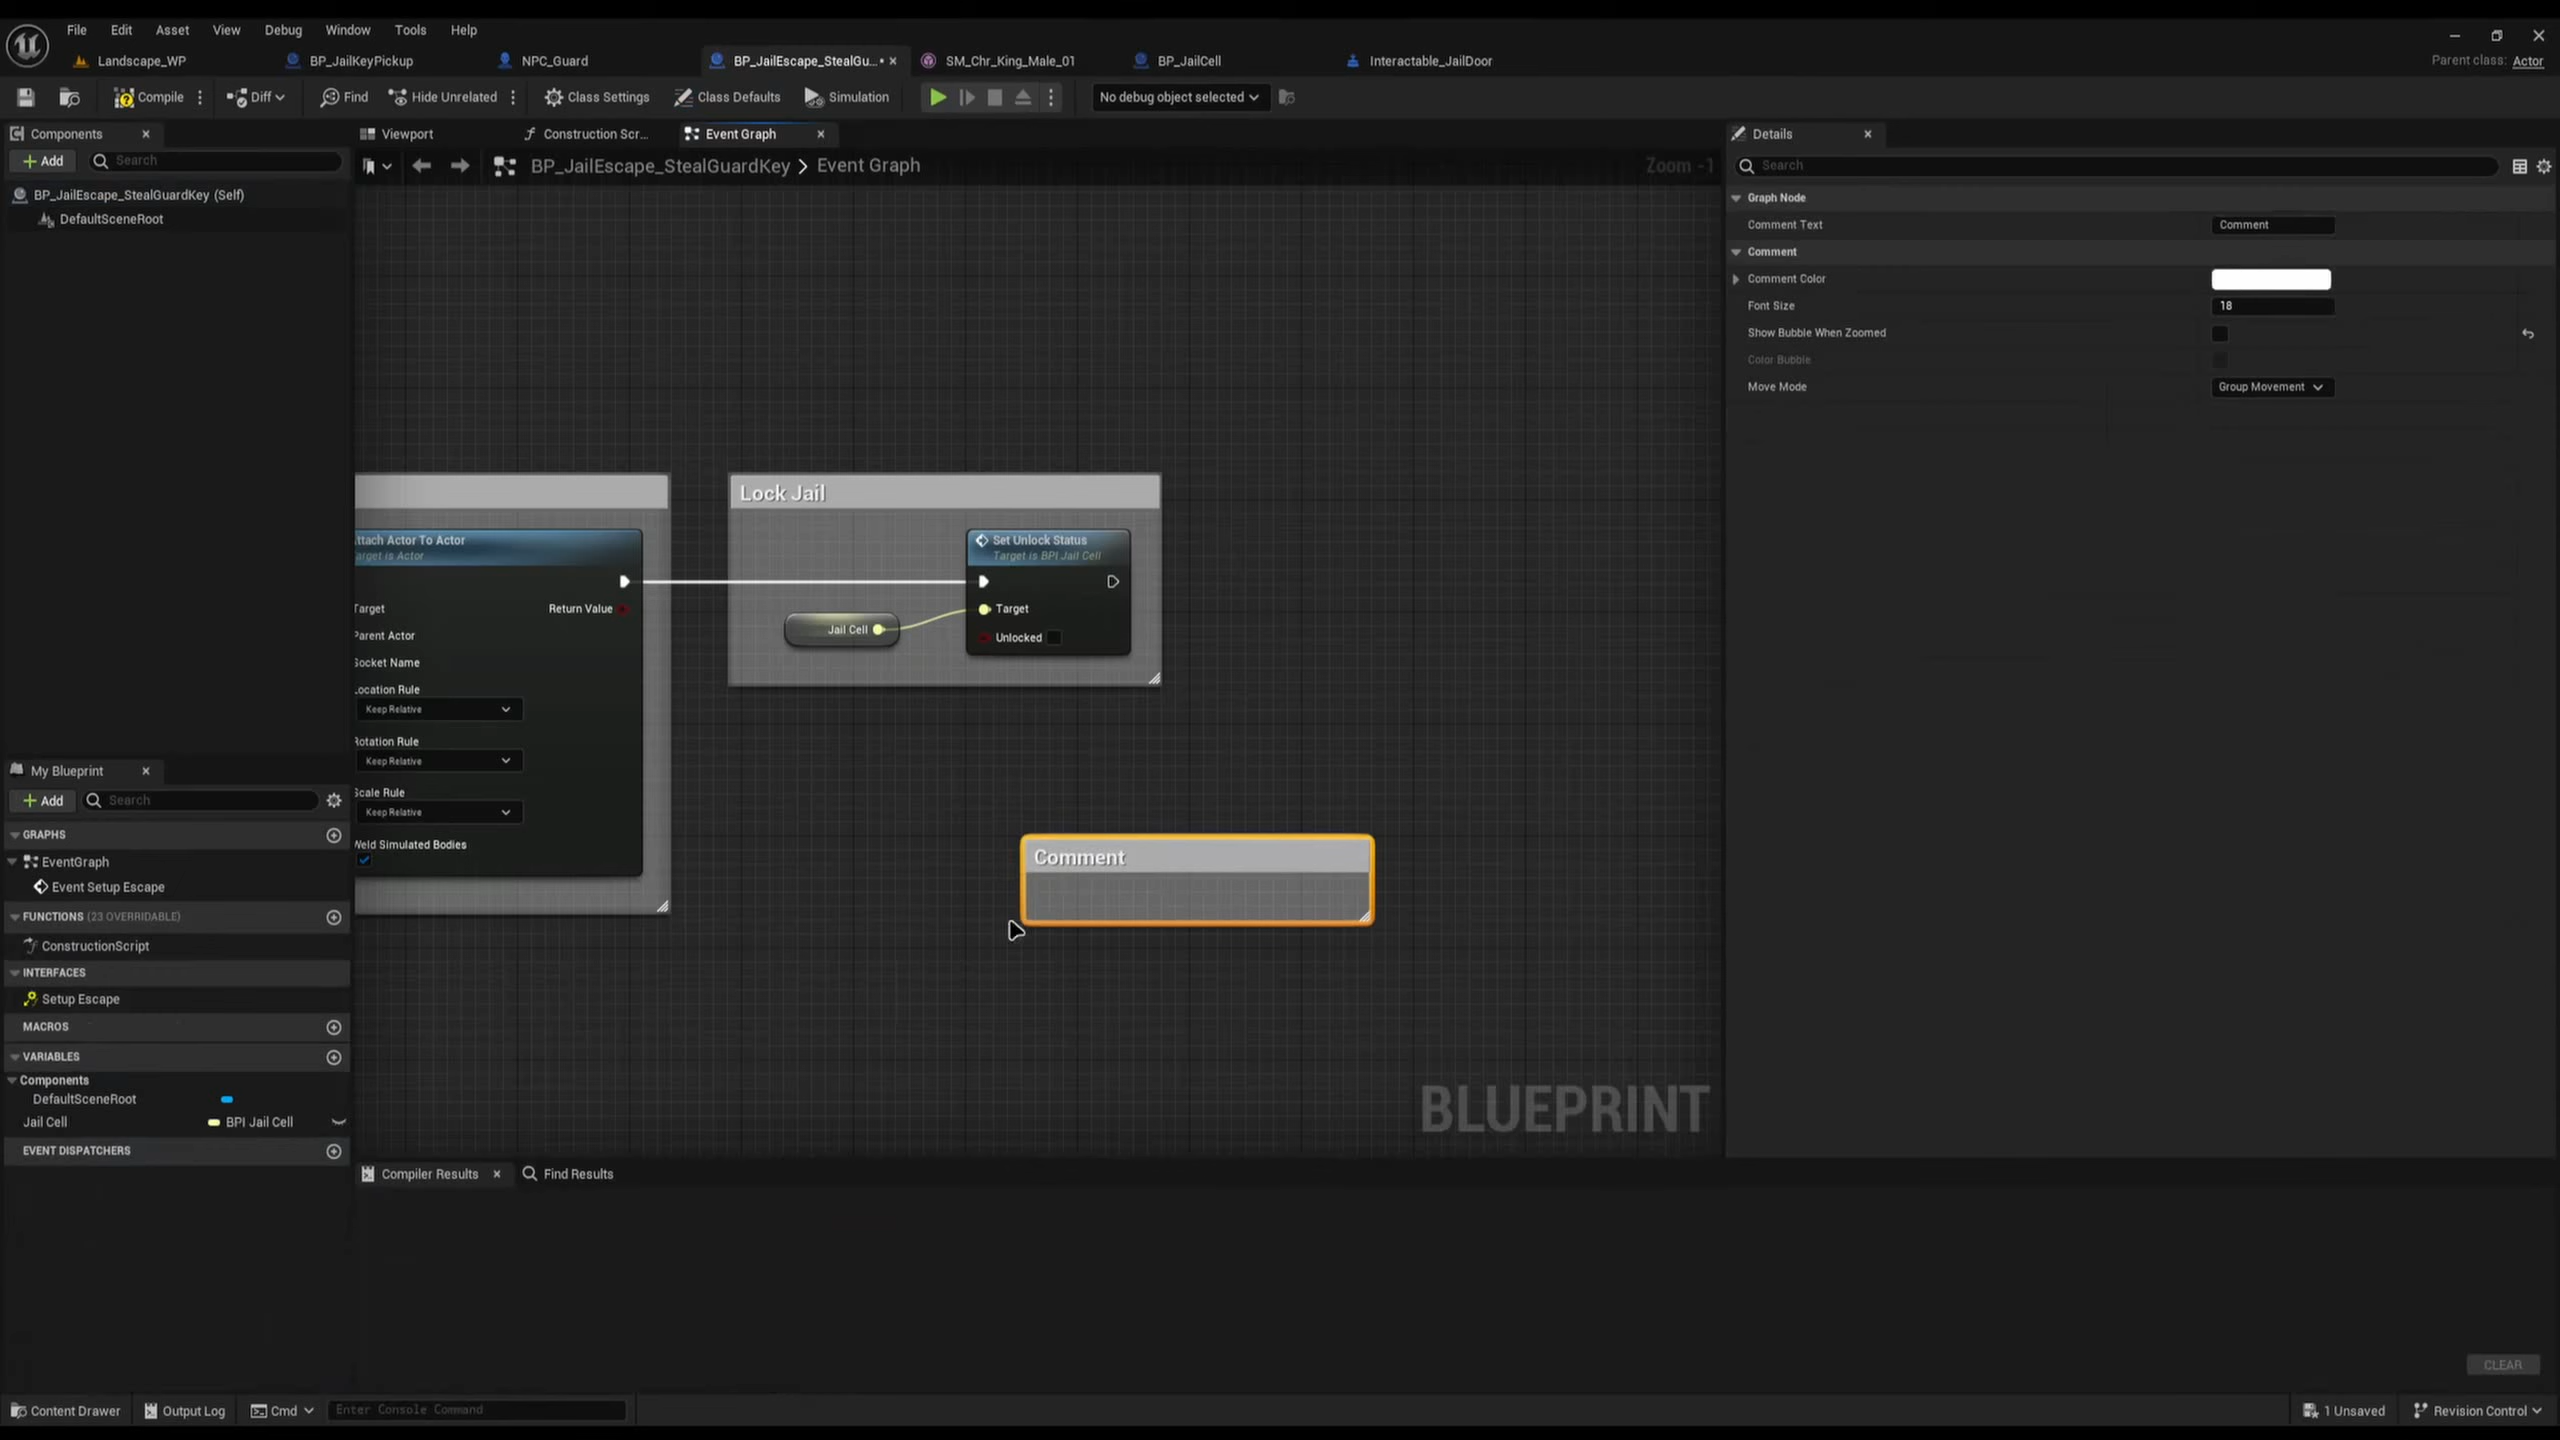 File Edit Asset View Debug Window Tools Help
Landscape_WP BP_JailKeyPickup NPC_Guard BP_JailEscape_StealGu...• SM_Chr_King_Male_01 BP_JailCell Interactable_JailDoor Parent class: Actor
Compile Diff Find Hide Unrelated Class Settings Class Defaults Simulation No debug object selected
Components
Viewport Construction Scr... Event Graph
Details
Add Search
BP_JailEscape_StealGuardKey > Event Graph
Zoom -1
Search
BP_JailEscape_StealGuardKey (Self)
DefaultSceneRoot
Graph Node
Comment Text Comment
Comment
Comment Color
Font Size 18
Show Bubble When Zoomed
Color Bubble
Move Mode Group Movement
Lock Jail
Attach Actor To Actor
Target is Actor
Target Return Value
Parent Actor
Socket Name
Location Rule
Keep Relative
Rotation Rule
Keep Relative
Scale Rule
Keep Relative
Weld Simulated Bodies
Set Unlock Status
Target is BPI Jail Cell
Target
Jail Cell
Unlocked
Comment
BLUEPRINT
My Blueprint
Add Search
GRAPHS
EventGraph
Event Setup Escape
FUNCTIONS (23 OVERRIDABLE)
ConstructionScript
INTERFACES
Setup Escape
MACROS
VARIABLES
Components
DefaultSceneRoot
Jail Cell BPI Jail Cell
EVENT DISPATCHERS
Compiler Results Find Results
CLEAR
Content Drawer Output Log Cmd Enter Console Command 1 Unsaved Revision Control